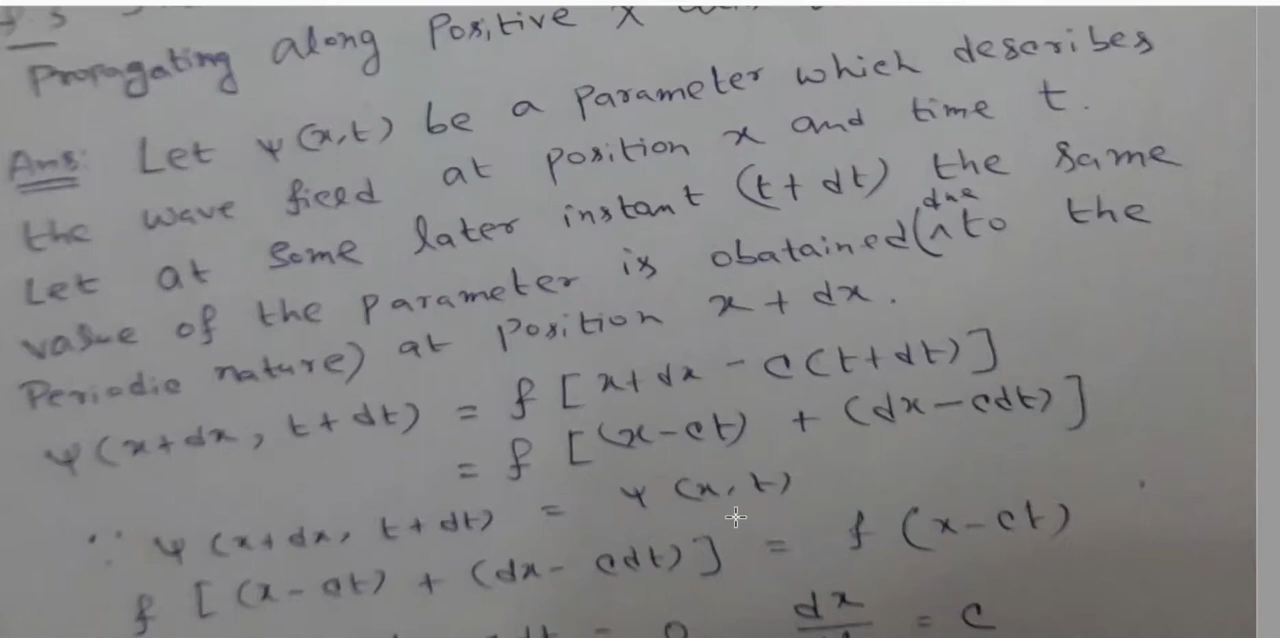 Propagating along Positive X
Ans: Let ψ(x,t) be a parameter which describes
the wave field at position x and time t.
Let at some later instant (t+dt) the same
value of the parameter is obatained(^due to the
Periodic nature) at position x + dx.
ψ(x+dx, t+dt) = f[x+dx - c(t+dt)]
= f[(x-ct) + (dx-cdt)]
∵ ψ(x+dx, t+dt) = ψ(x,t)
f[(x-ct) + (dx-cdt)] = f(x-ct)
dx = c